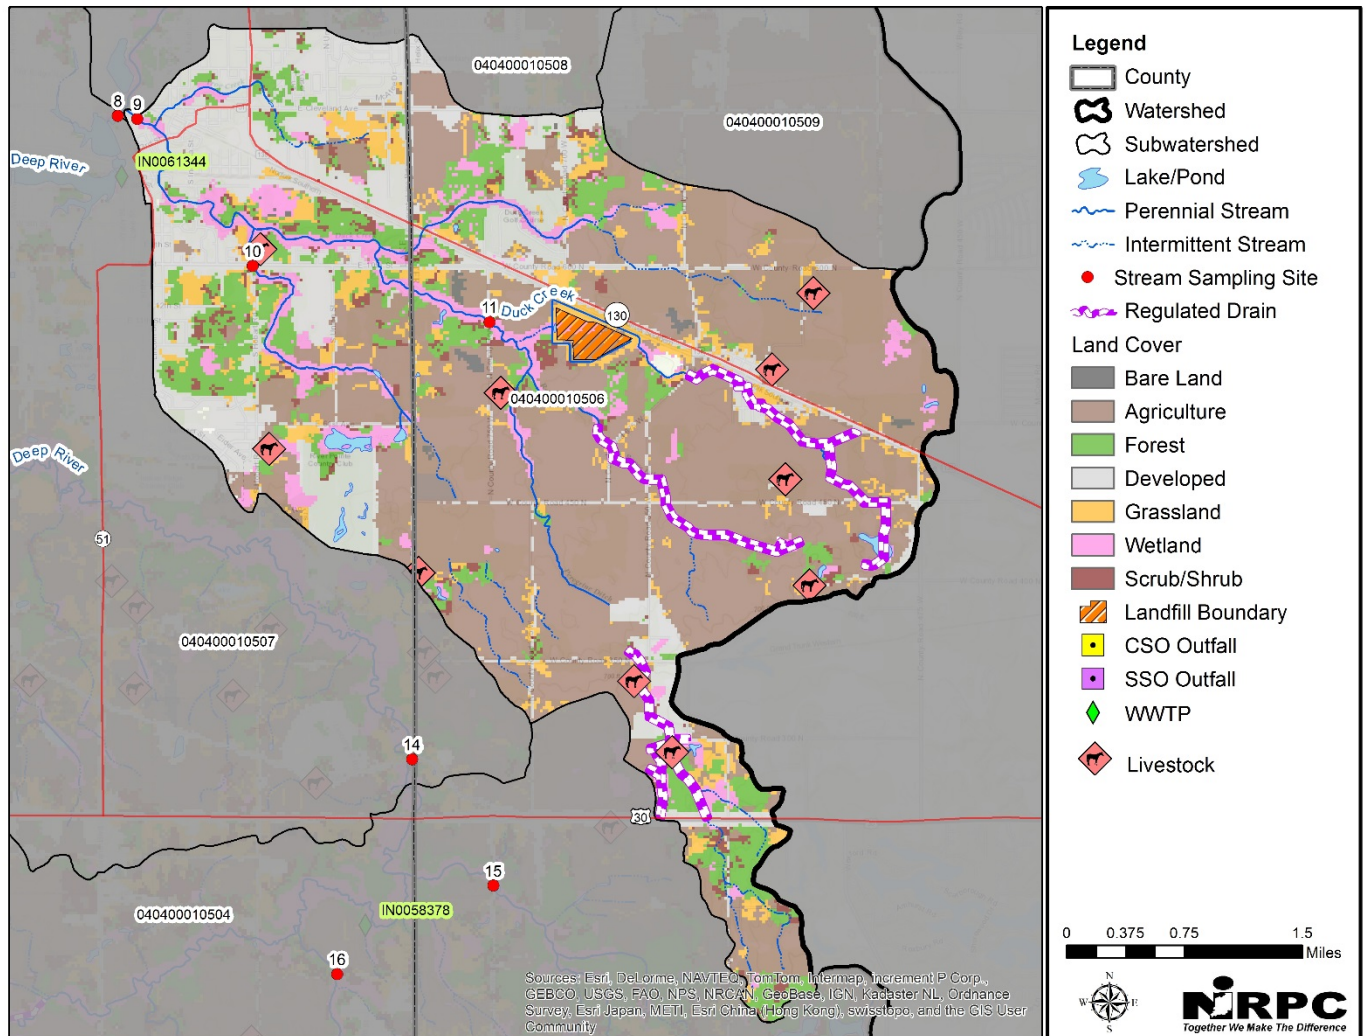 040400010508
040400010509
8
9
E Cleveland Ave
Deep River
IN0061344
10
11
Duck Creek
130
040400010506
Deep River
51
040400010507
14
30
15
040400010504
IN0058378
16
Sources: Esri, DeLorme, NAVTEQ, TomTom, Intermap, increment P Corp.,
GEBCO, USGS, FAO, NPS, NRCAN, GeoBase, IGN, Kadaster NL, Ordnance
Survey, Esri Japan, METI, Esri China (Hong Kong), swisstopo, and the GIS User
Community
Legend
County
Watershed
Subwatershed
Lake/Pond
Perennial Stream
Intermittent Stream
Stream Sampling Site
Regulated Drain
Land Cover
Bare Land
Agriculture
Forest
Developed
Grassland
Wetland
Scrub/Shrub
Landfill Boundary
CSO Outfall
SSO Outfall
WWTP
Livestock
0 0.375 0.75 1.5
Miles
N
W E
S
NIRPC
Together We Make The Difference